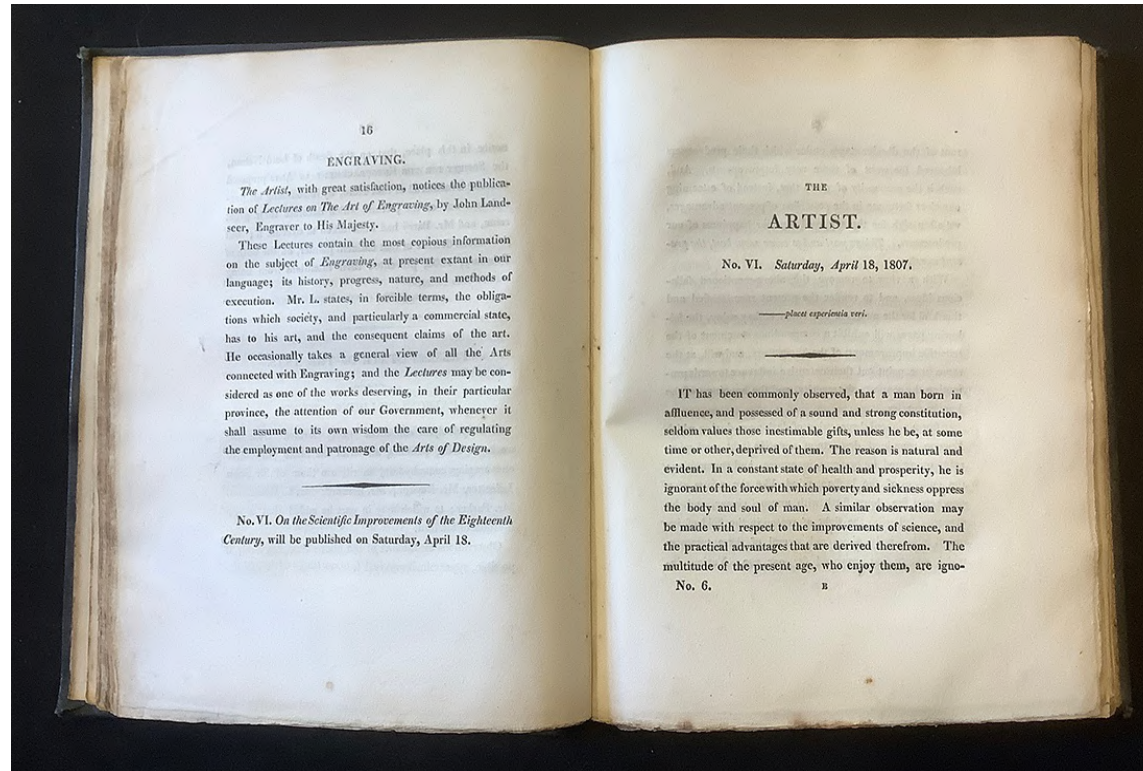 16
ENGRAVING.
The Artist, with great satisfaction, notices the publica-
tion of Lectures on The Art of Engraving, by John Land-
seer, Engraver to His Majesty.
These Lectures contain the most copious information
on the subject of Engraving, at present extant in our
language; its history, progress, nature, and methods of
execution. Mr. L. states, in forcible terms, the obliga-
tions which society, and particularly a commercial state,
has to his art, and the consequent claims of the art.
He occasionally takes a general view of all the Arts
connected with Engraving; and the Lectures may be con-
sidered as one of the works deserving, in their particular
province, the attention of our Government, whenever it
shall assume to its own wisdom the care of regulating
the employment and patronage of the Arts of Design.
No. VI. On the Scientific Improvements of the Eighteenth
Century, will be published on Saturday, April 18.
THE
ARTIST.
No. VI. Saturday, April 18, 1807.
——placet experiencia veri.
IT has been commonly observed, that a man born in
affluence, and possessed of a sound and strong constitution,
seldom values those inestimable gifts, unless he be, at some
time or other, deprived of them. The reason is natural and
evident. In a constant state of health and prosperity, he is
ignorant of the force with which poverty and sickness oppress
the body and soul of man. A similar observation may
be made with respect to the improvements of science, and
the practical advantages that are derived therefrom. The
multitude of the present age, who enjoy them, are igno-
No. 6. B